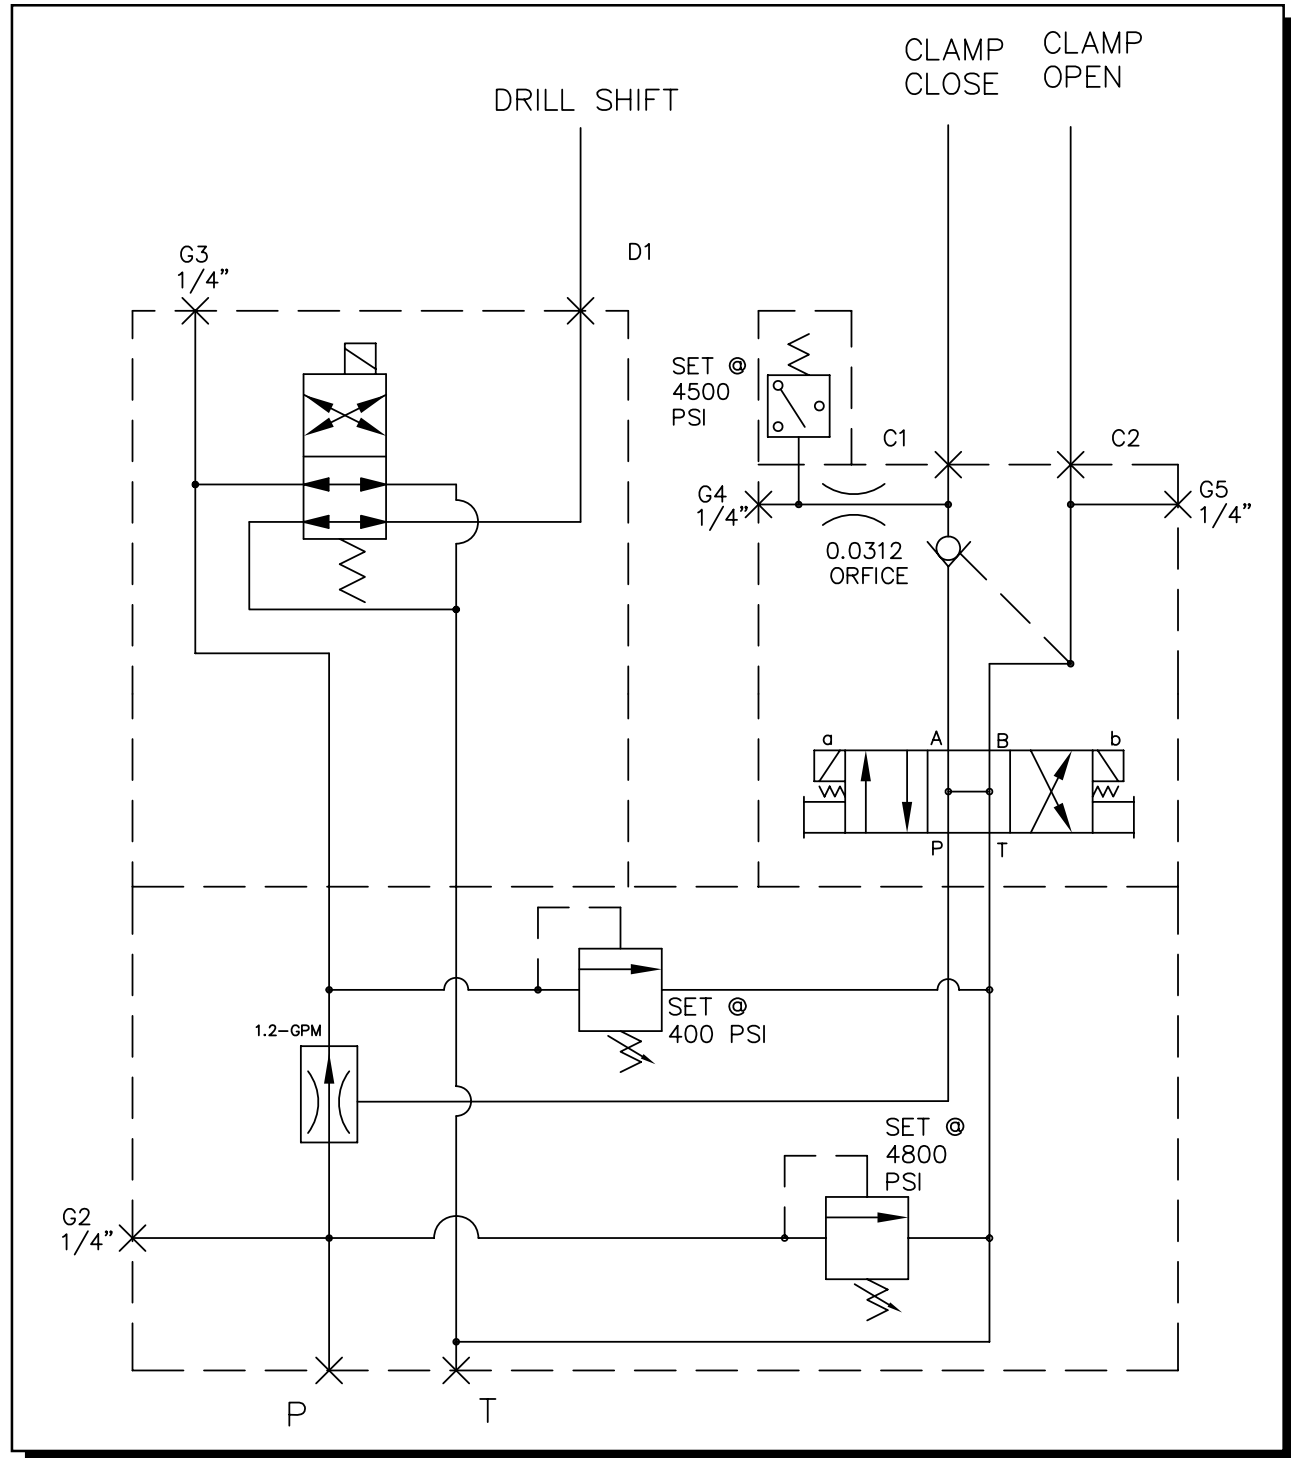 CLAMP
CLOSE
CLAMP
OPEN
DRILL SHIFT
G3
1/4"
D1
SET @
4500
PSI
C1
C2
G4
1/4"
G5
1/4"
0.0312
ORFICE
a
A
B
b
P
T
SET @
400 PSI
1.2-GPM
SET @
4800
PSI
G2
1/4"
P
T